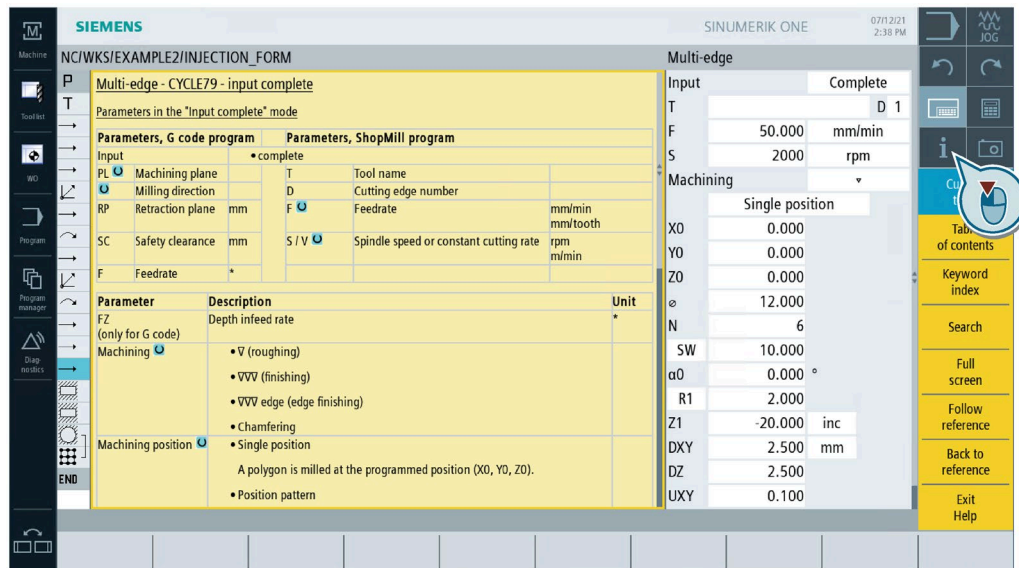 SIEMENS
SINUMERIK ONE
07/12/21
2:38 PM
M
Machine
Tool list
WO
Program
Program
manager
Diag-
nostics
JOG
NC/WKS/EXAMPLE2/INJECTION_FORM
P
T
END
Multi-edge - CYCLE79 - input complete
Parameters in the "Input complete" mode
Parameters, G code program Parameters, ShopMill program
Input • complete
PL Machining plane T Tool name
Milling direction D Cutting edge number
RP Retraction plane mm F Feedrate mm/min
mm/tooth
SC Safety clearance mm S / V Spindle speed or constant cutting rate rpm
m/min
F Feedrate *
Parameter Description Unit
FZ Depth infeed rate *
(only for G code)
Machining • ∇ (roughing)
• ∇∇∇ (finishing)
• ∇∇∇ edge (edge finishing)
• Chamfering
Machining position • Single position
A polygon is milled at the programmed position (X0, Y0, Z0).
• Position pattern
Multi-edge
Input Complete
T D 1
F 50.000 mm/min
S 2000 rpm
Machining ▿
Single position
X0 0.000
Y0 0.000
Z0 0.000
⌀ 12.000
N 6
SW 10.000
α0 0.000 °
R1 2.000
Z1 -20.000 inc
DXY 2.500 mm
DZ 2.500
UXY 0.100
i
of contents
Keyword
index
Search
Full
screen
Follow
reference
Back to
reference
Exit
Help